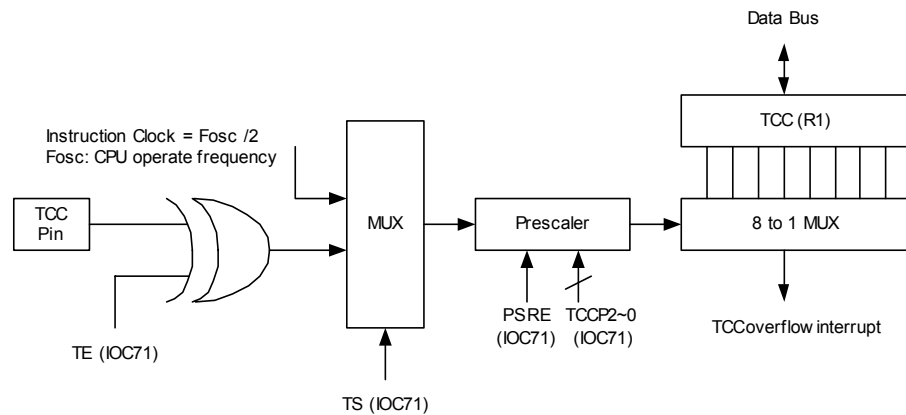 Data Bus
TCC (R1)
Instruction Clock = Fosc /2
Fosc: CPU operate frequency
TCC
Pin
MUX
Prescaler
8 to 1 MUX
PSRE
(IOC71)
TCCP2~0
(IOC71)
TCCoverflow interrupt
TE (IOC71)
TS (IOC71)